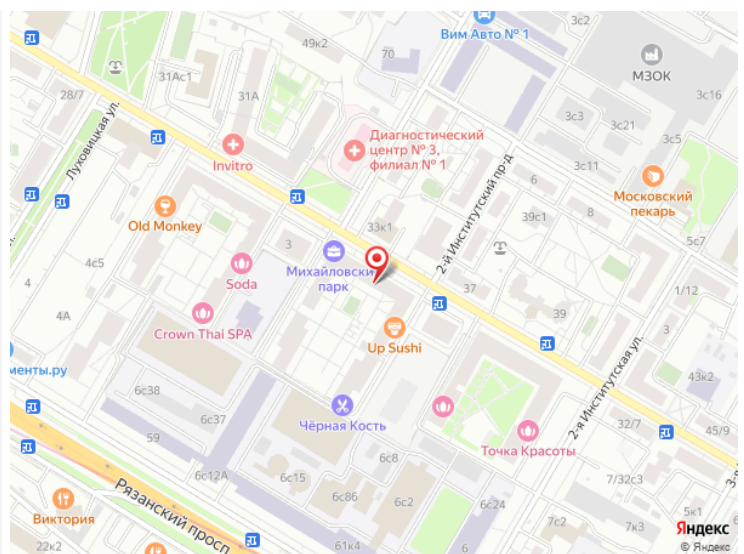 3с2
49к2
Вим Авто № 1
МЗОК
31Ас1
28/7
31А
3с16
3с3
3с21
Луховицкая ул.
Invitro
Диагностический
центр № 3,
филиал № 1
3с5
3с11
2-й Институтский пр-д
6
Московский
пекарь
Old Monkey
39с1
8
33к1
3
5с7
Михайловский
парк
4
4с5
Soda
37
1/12
39
4А
Crown Thai SPA
Up Sushi
менты.ру
2-я Институтская ул.
43к2
6с38
6с37
Чёрная Кость
Точка Красоты
32/7
45/9
59
6с8
6с12А
6с15
7/32с3
3-я
6с86
6с24
Рязанский просп.
Виктория
6с2
6
7с2
7к3
5к1
Яндекс
22к2
61к4
© Яндекс